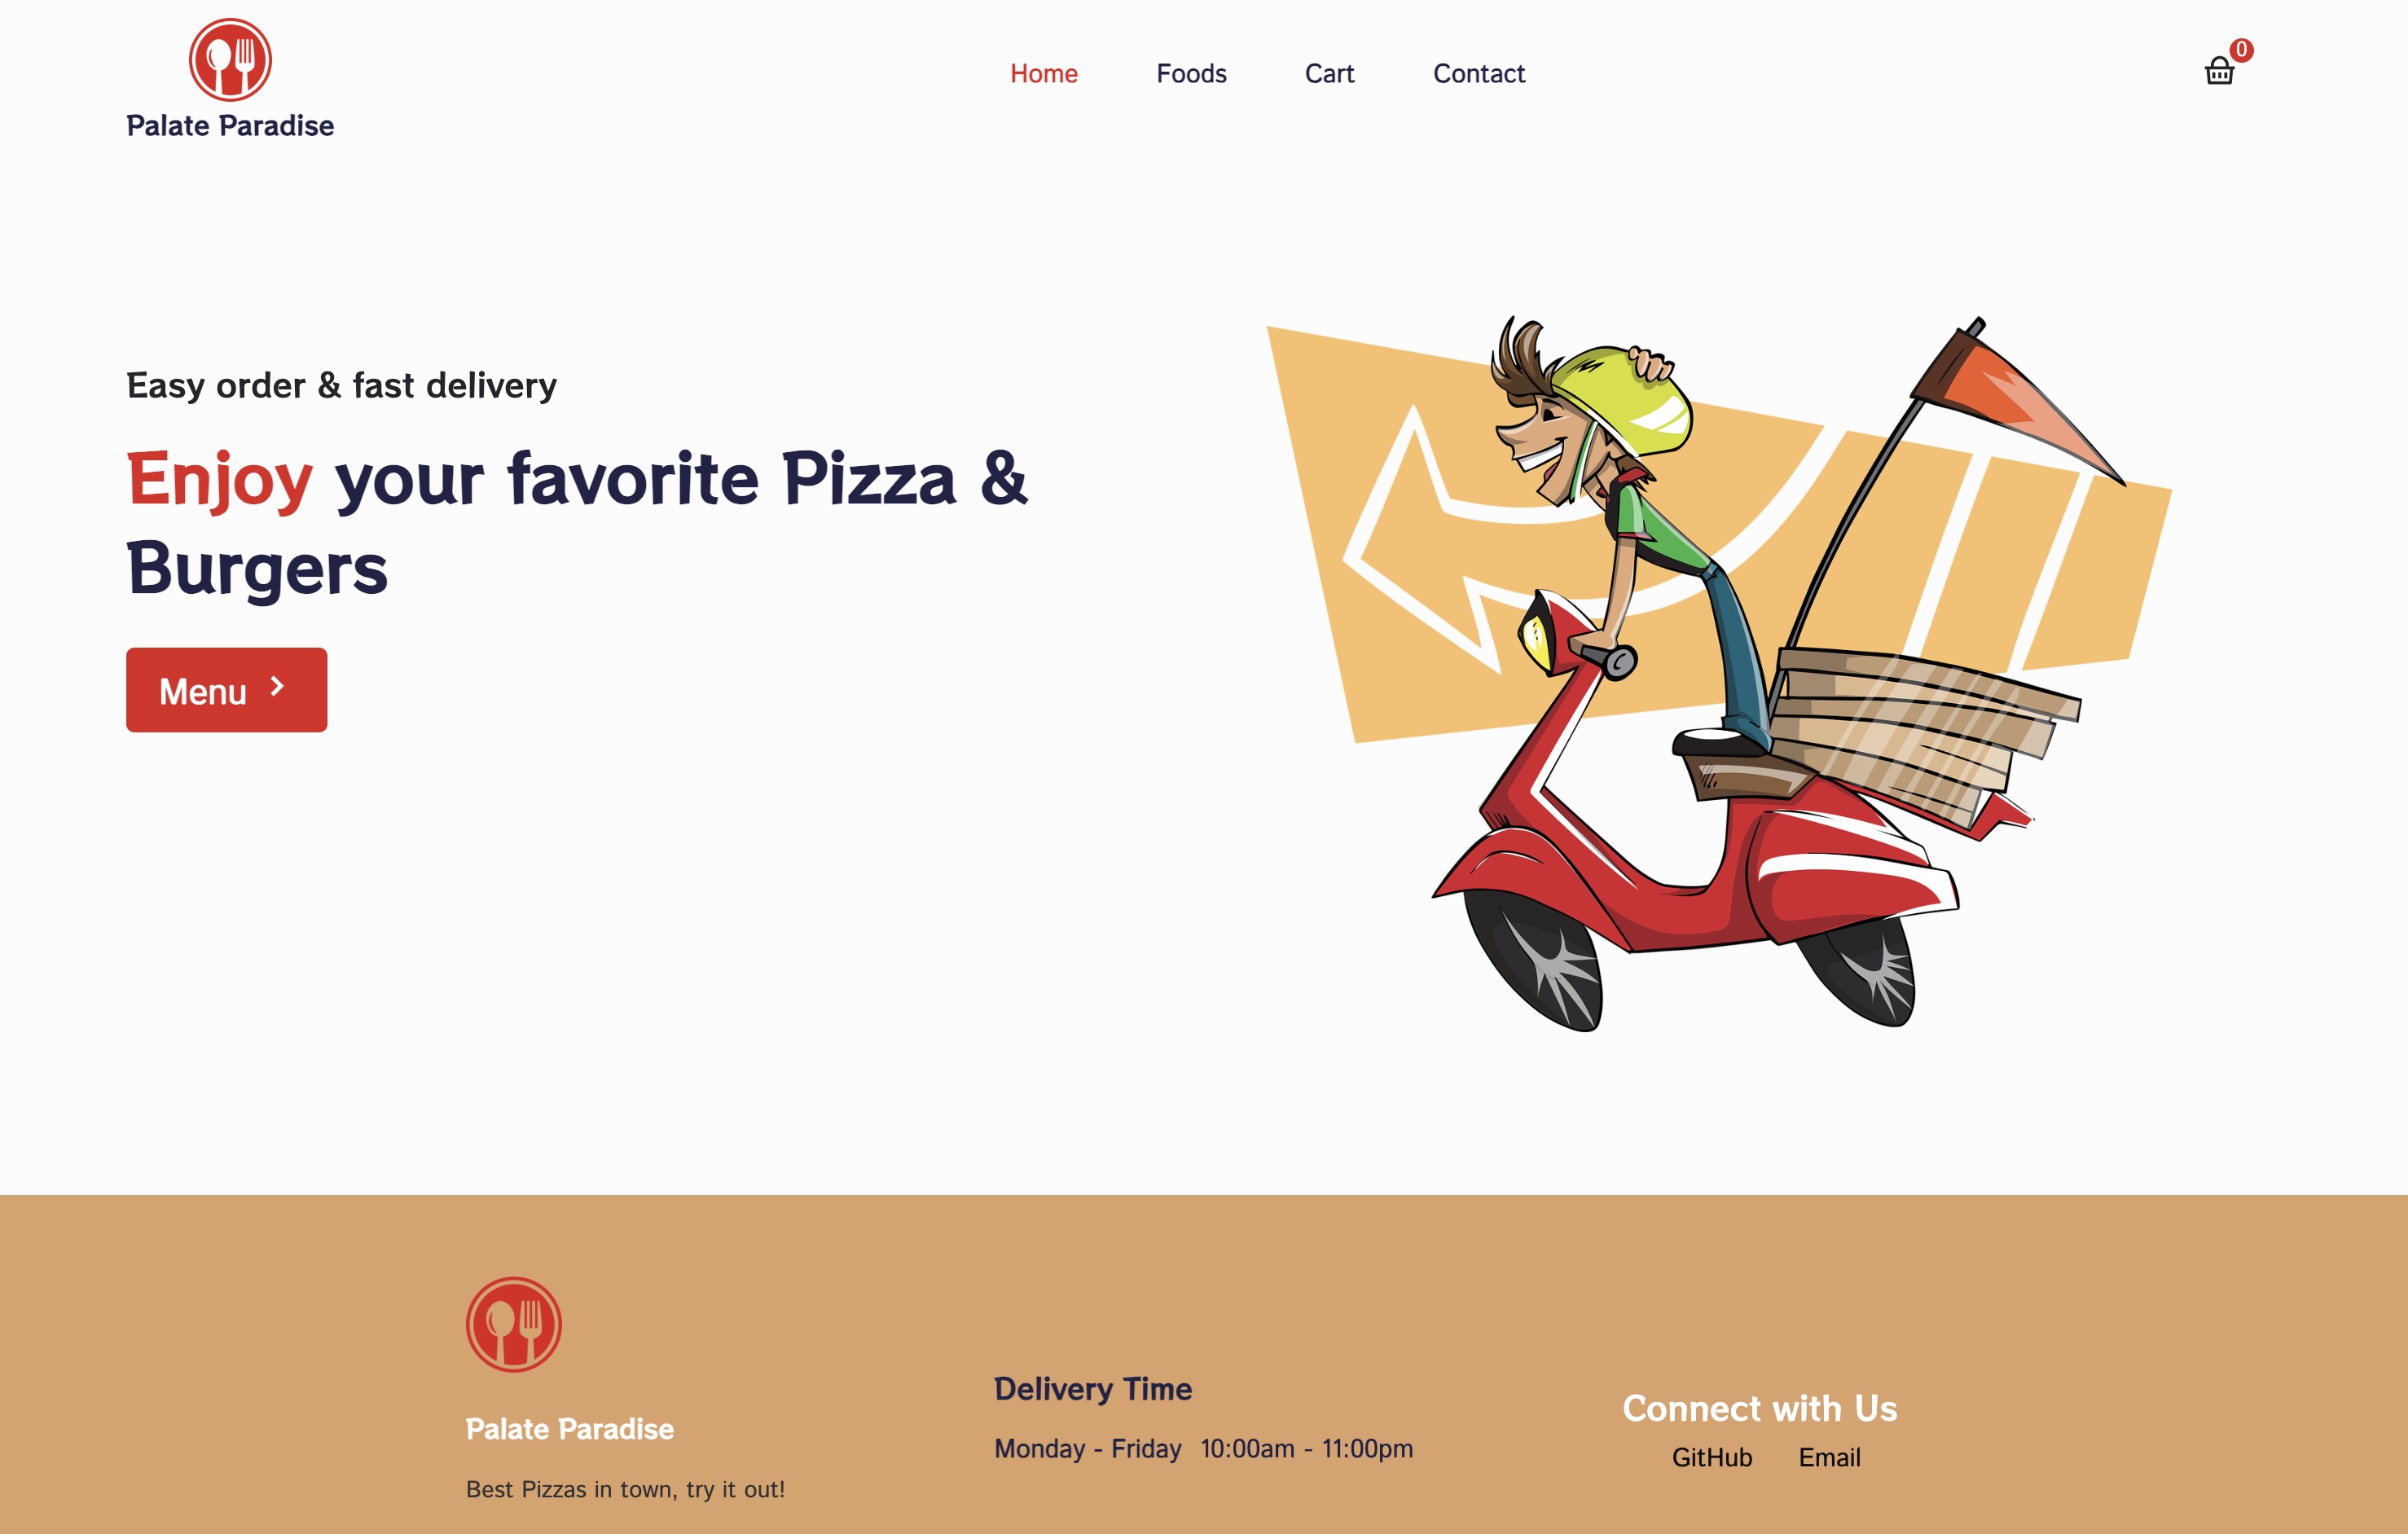 Palate Paradise
Home Foods Cart Contact
0
Easy order & fast delivery
Enjoy your favorite Pizza &
Burgers
Menu
Palate Paradise
Best Pizzas in town, try it out!
Delivery Time
Monday - Friday 10:00am - 11:00pm
Connect with Us
GitHub Email